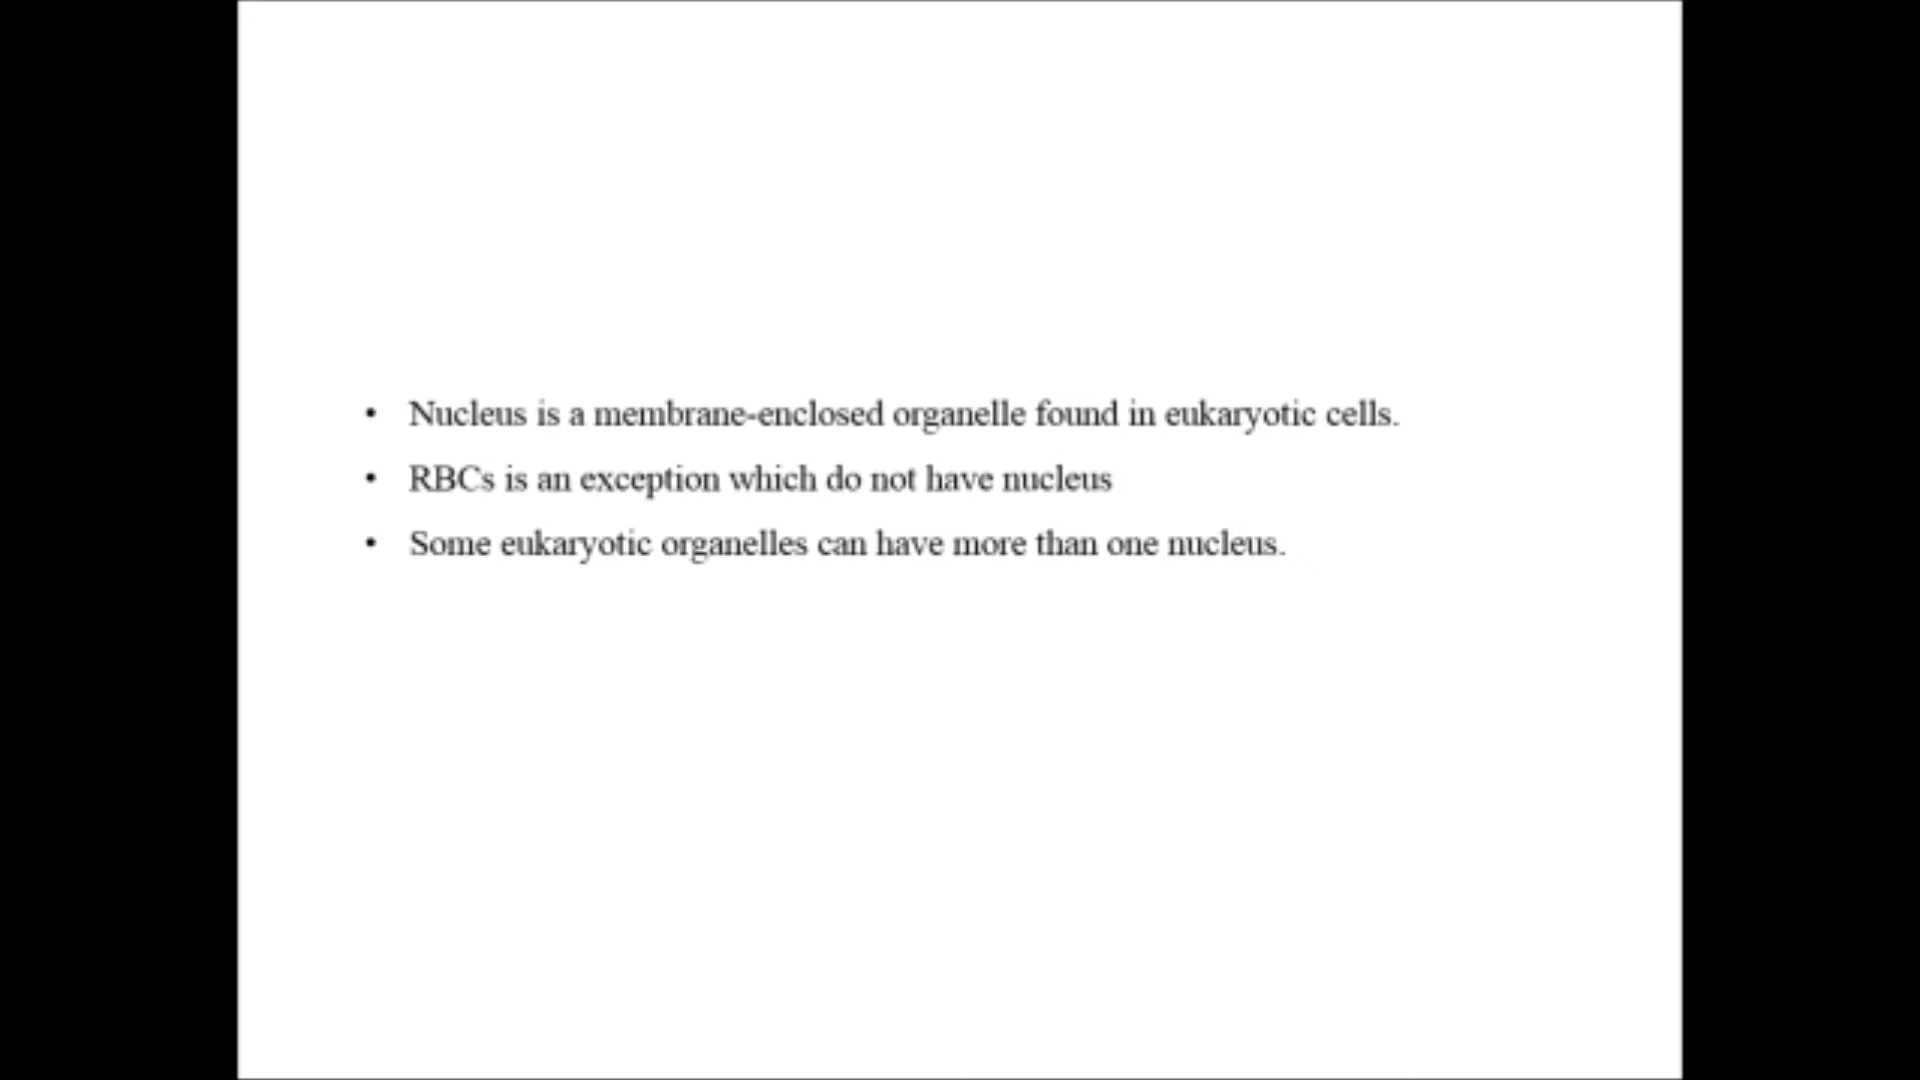 • Nucleus is a membrane-enclosed organelle found in eukaryotic cells.
• RBCs is an exception which do not have nucleus
• Some eukaryotic organelles can have more than one nucleus.